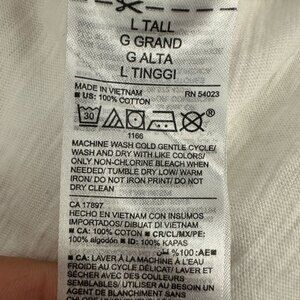 L TALL
G GRAND
G ALTA
L TINGGI
MADE IN VIETNAM RN 54023
■ US: 100% COTTON
30
1166
MACHINE WASH COLD GENTLE CYCLE/
WASH AND DRY WITH LIKE COLORS/
ONLY NON-CHLORINE BLEACH WHEN
NEEDED/ TUMBLE DRY LOW/ WARM
IRON/ DO NOT IRON PRINT/ DO NOT
DRY CLEAN
CA 17897
HECHO EN VIETNAM CON INSUMOS
IMPORTADOS/ DIBUAT DI VIETNAM
■ CA: 100% COTON ■ CR/CL/MX/PE:
100% algodón ■ ID: 100% KAPAS
%100 :AE ■
■ CA: LAVER À LA MACHINE À L'EAU
FROIDE AU CYCLE DÉLICAT/ LAVER ET
SÉCHER AVEC DES COULEURS
SEMBLABLES/ UTILISER AU BESOIN UN
AGENT DE BLANCHIMENT SANS